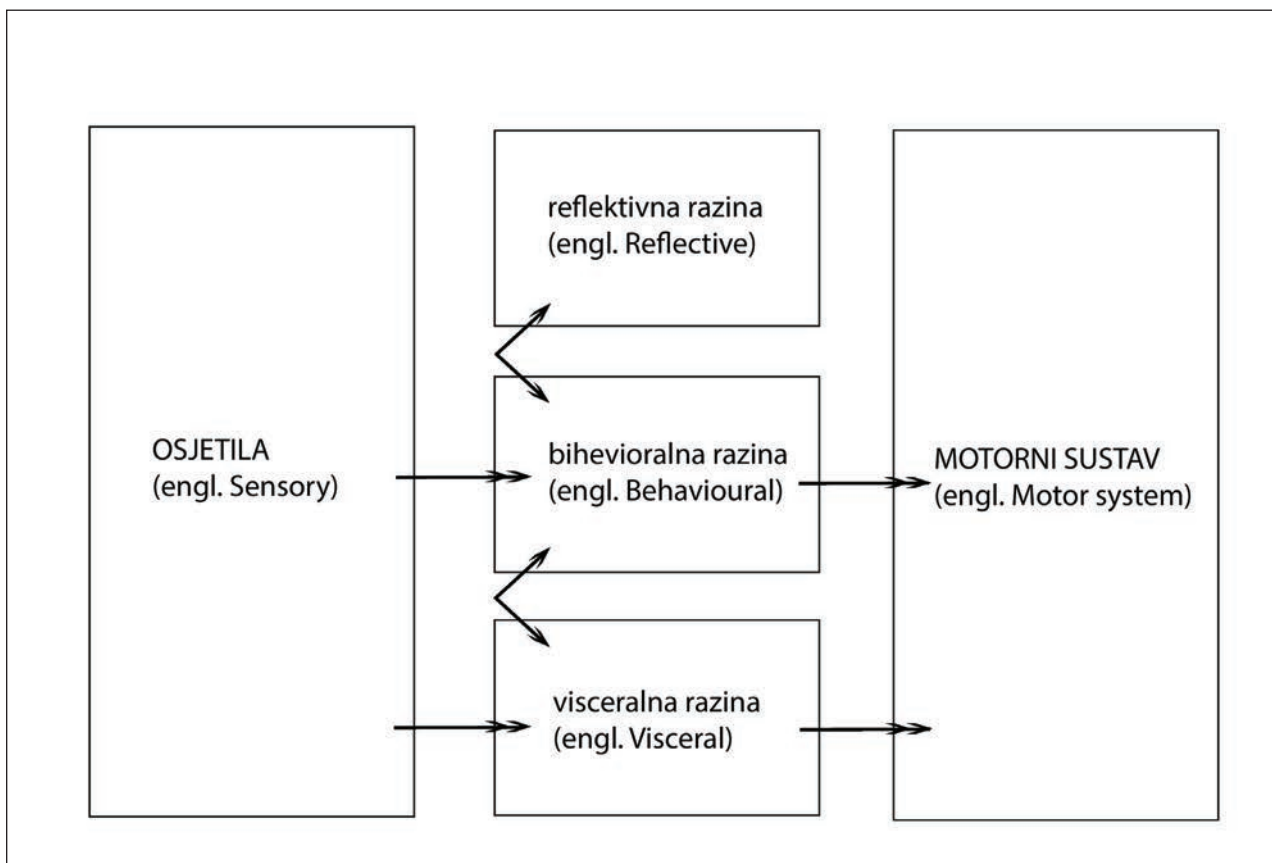 OSJETILA
(engl. Sensory)
reflektivna razina
(engl. Reflective)
bihevioralna razina
(engl. Behavioural)
visceralna razina
(engl. Visceral)
MOTORNI SUSTAV
(engl. Motor system)